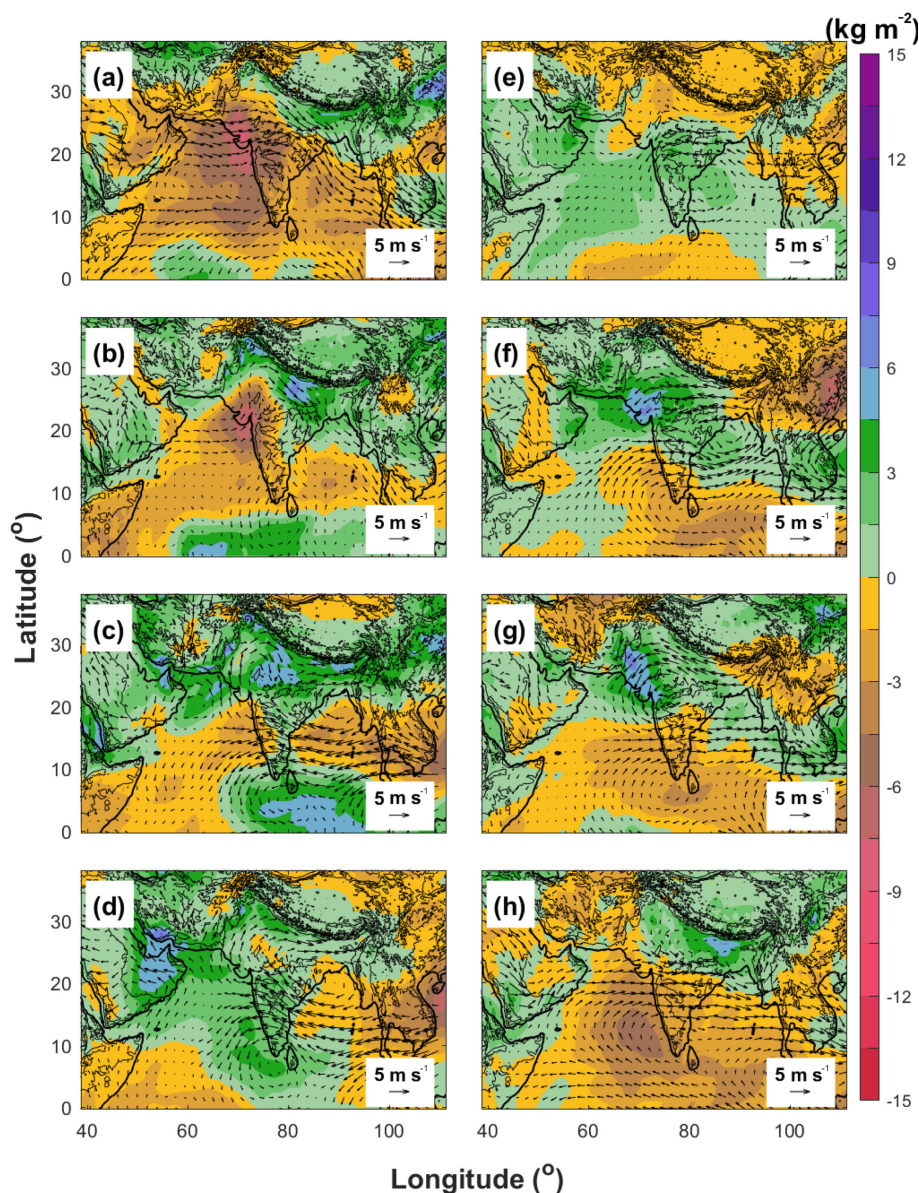 (kg m⁻²)
(a)
30
20
10
0
5 m s⁻¹
(e)
5 m s⁻¹
15
12
9
6
3
0
-3
-6
-9
-12
-15
(b)
30
20
10
0
5 m s⁻¹
(f)
5 m s⁻¹
(c)
30
20
10
0
5 m s⁻¹
(g)
5 m s⁻¹
(d)
30
20
10
0
5 m s⁻¹
(h)
5 m s⁻¹
40 60 80 100
40 60 80 100
Latitude (°)
Longitude (°)